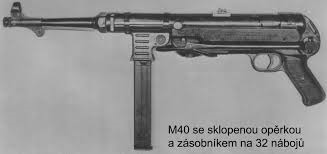 M40 se sklopenou opěrkou
a zásobníkem na 32 nábojů